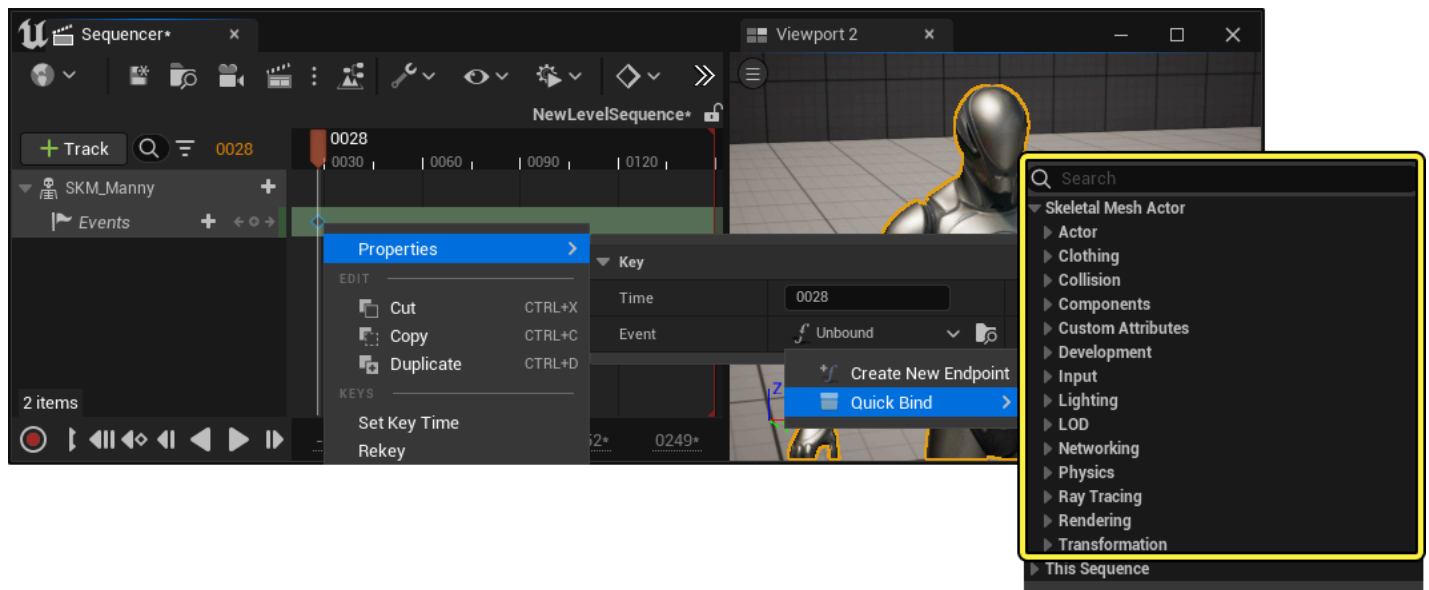 Sequencer*
Viewport 2
NewLevelSequence*
Track
0028
0028
0030
0060
0090
0120
SKM_Manny
Events
Properties
EDIT
Cut CTRL+X
Copy CTRL+C
Duplicate CTRL+D
KEYS
Set Key Time
Rekey
2 items
Key
Time 0028
Event Unbound
Create New Endpoint
Quick Bind
Z
52*
0249*
Search
Skeletal Mesh Actor
Actor
Clothing
Collision
Components
Custom Attributes
Development
Input
Lighting
LOD
Networking
Physics
Ray Tracing
Rendering
Transformation
This Sequence